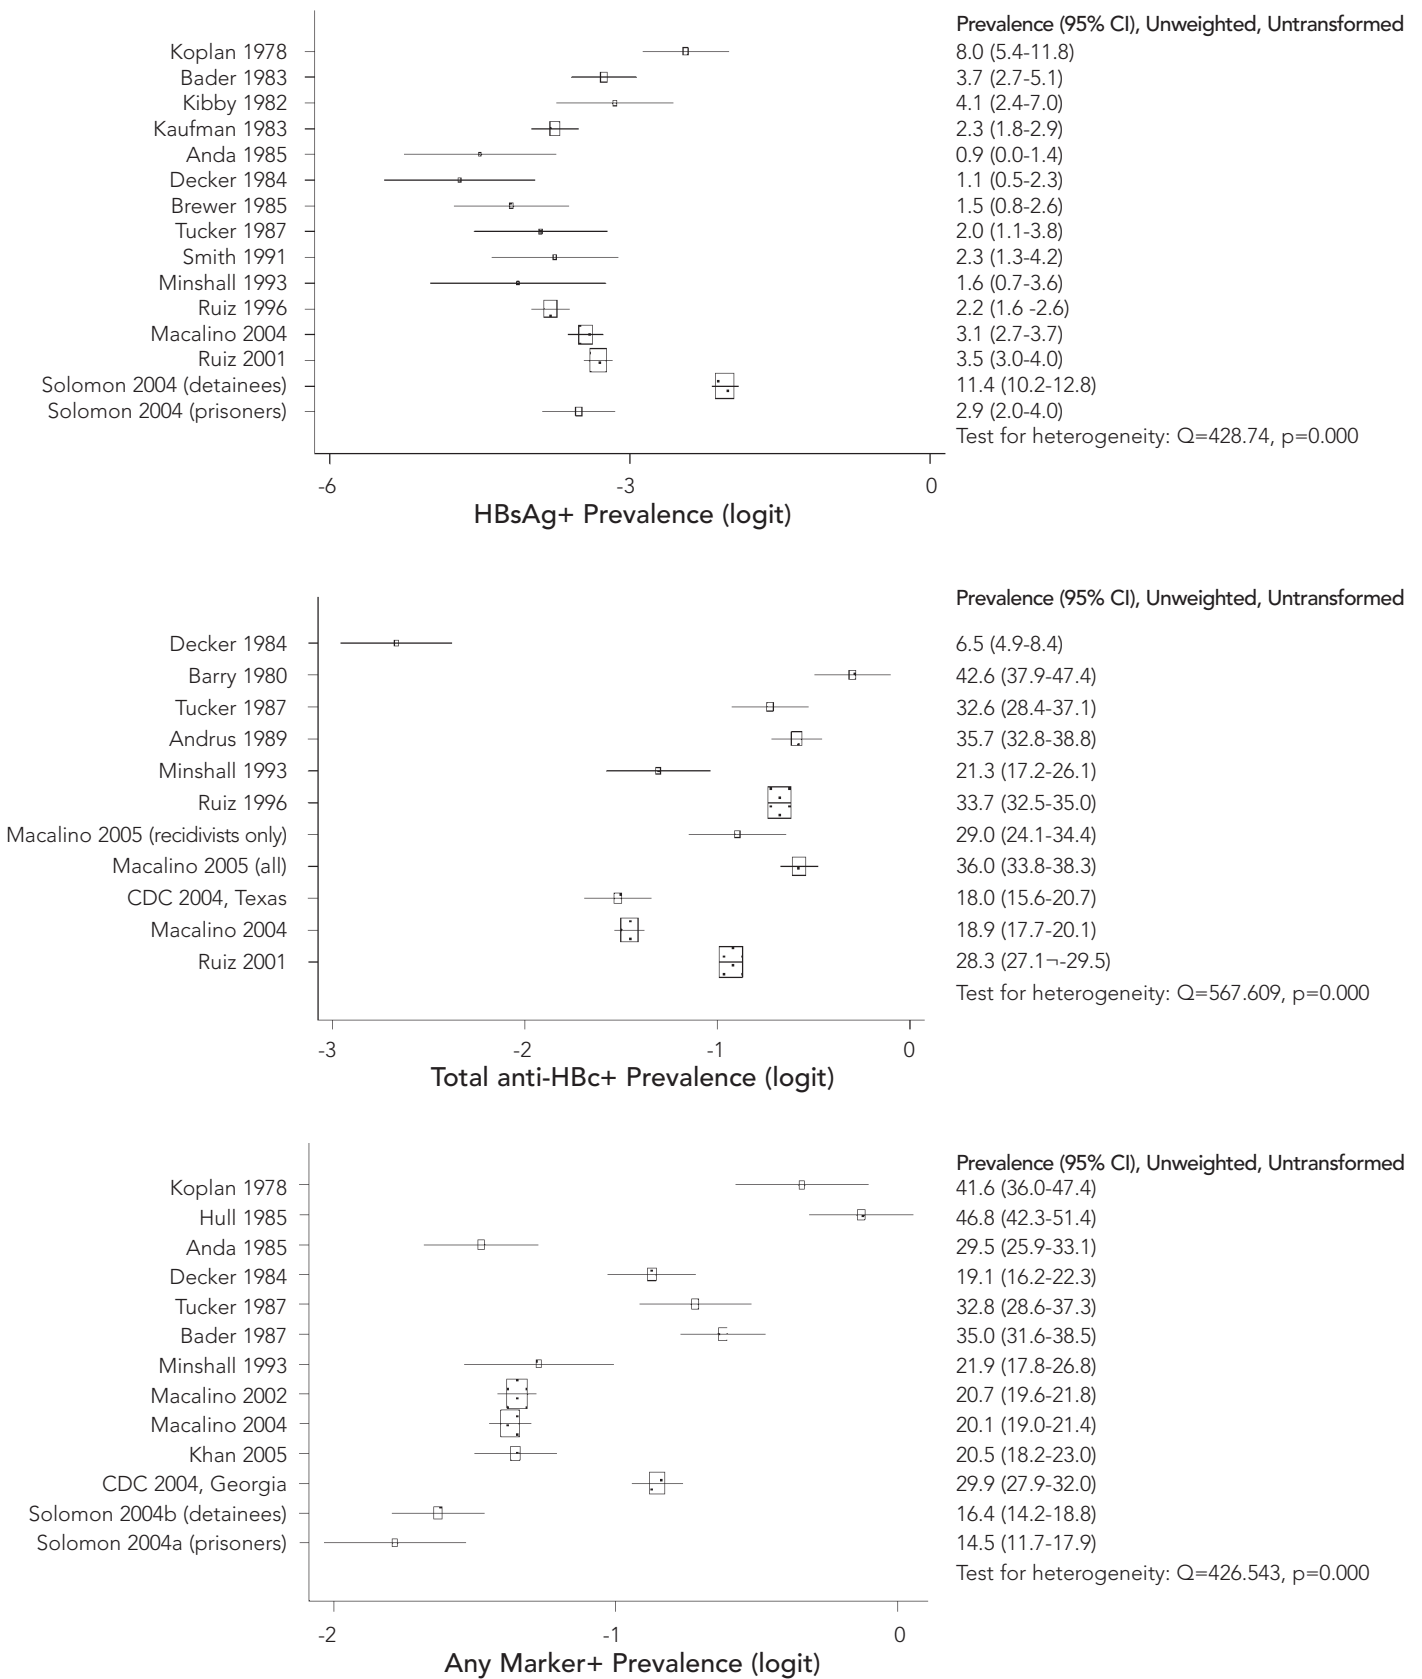 Prevalence (95% CI), Unweighted, Untransformed
Koplan 1978 8.0 (5.4-11.8)
Bader 1983 3.7 (2.7-5.1)
Kibby 1982 4.1 (2.4-7.0)
Kaufman 1983 2.3 (1.8-2.9)
Anda 1985 0.9 (0.0-1.4)
Decker 1984 1.1 (0.5-2.3)
Brewer 1985 1.5 (0.8-2.6)
Tucker 1987 2.0 (1.1-3.8)
Smith 1991 2.3 (1.3-4.2)
Minshall 1993 1.6 (0.7-3.6)
Ruiz 1996 2.2 (1.6 -2.6)
Macalino 2004 3.1 (2.7-3.7)
Ruiz 2001 3.5 (3.0-4.0)
Solomon 2004 (detainees) 11.4 (10.2-12.8)
Solomon 2004 (prisoners) 2.9 (2.0-4.0)
Test for heterogeneity: Q=428.74, p=0.000
-6 -3 0
HBsAg+ Prevalence (logit)
Prevalence (95% CI), Unweighted, Untransformed
Decker 1984 6.5 (4.9-8.4)
Barry 1980 42.6 (37.9-47.4)
Tucker 1987 32.6 (28.4-37.1)
Andrus 1989 35.7 (32.8-38.8)
Minshall 1993 21.3 (17.2-26.1)
Ruiz 1996 33.7 (32.5-35.0)
Macalino 2005 (recidivists only) 29.0 (24.1-34.4)
Macalino 2005 (all) 36.0 (33.8-38.3)
CDC 2004, Texas 18.0 (15.6-20.7)
Macalino 2004 18.9 (17.7-20.1)
Ruiz 2001 28.3 (27.1¬-29.5)
Test for heterogeneity: Q=567.609, p=0.000
-3 -2 -1 0
Total anti-HBc+ Prevalence (logit)
Prevalence (95% CI), Unweighted, Untransformed
Koplan 1978 41.6 (36.0-47.4)
Hull 1985 46.8 (42.3-51.4)
Anda 1985 29.5 (25.9-33.1)
Decker 1984 19.1 (16.2-22.3)
Tucker 1987 32.8 (28.6-37.3)
Bader 1987 35.0 (31.6-38.5)
Minshall 1993 21.9 (17.8-26.8)
Macalino 2002 20.7 (19.6-21.8)
Macalino 2004 20.1 (19.0-21.4)
Khan 2005 20.5 (18.2-23.0)
CDC 2004, Georgia 29.9 (27.9-32.0)
Solomon 2004b (detainees) 16.4 (14.2-18.8)
Solomon 2004a (prisoners) 14.5 (11.7-17.9)
Test for heterogeneity: Q=426.543, p=0.000
-2 -1 0
Any Marker+ Prevalence (logit)